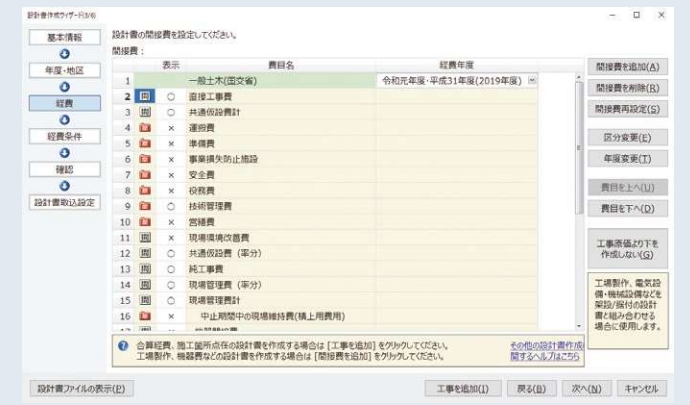 設計書作成ウィザード(3/6)
基本情報
年度・地区
経費
経費条件
確認
設計書取込設定
設計書の間接費を設定してください。
間接費:
表示 費目名 経費年度
1 一般土木(国交省) 令和元年度・平成31年度(2019年度)
2 間 ○ 直接工事費
3 間 ○ 共通仮設費計
4 × 運搬費
5 × 準備費
6 × 事業損失防止施設
7 × 安全費
8 × 役務費
9 ○ 技術管理費
10 × 営繕費
11 間 × 現場環境改善費
12 間 ○ 共通仮設費(率分)
13 間 ○ 純工事費
14 間 ○ 現場管理費(率分)
15 間 ○ 現場管理費計
16 × 中止期間中の現場維持費(積上用費用)
間接費を追加(A)
間接費を削除(R)
間接費再設定(S)
区分変更(E)
年度変更(T)
費目を上へ(U)
費目を下へ(D)
工事原価より下を
作成しない(G)
工場製作、電気設
備・機械設備などを
架設/据付の設計
書と組み合わせる
場合に使用します。
合算経費、施工箇所点在の設計書を作成する場合は [工事を追加] をクリックしてください。
工場製作、機器費などの設計書を作成する場合は [間接費を追加] をクリックしてください。
その他の設計書作成
関するヘルプはこちら
設計書ファイルの表示(P)
工事を追加(I)
戻る(B)
次へ(N)
キャンセル